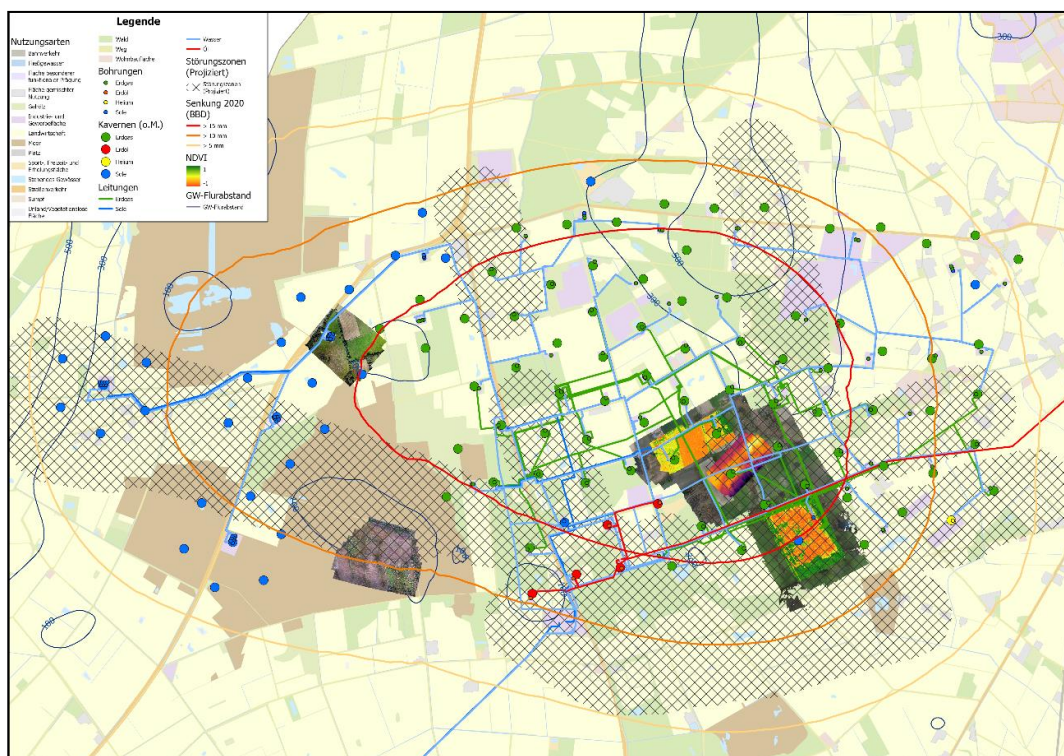 Legende
Nutzungsarten
Bahnverkehr
Fließgewässer
Fläche besonderer
funktionaler Prägung
Fläche gemischter
Nutzung
Gehölz
Industrie- und
Gewerbefläche
Landwirtschaft
Moor
Platz
Sport-, Freizeit- und
Erholungsfläche
Stehendes Gewässer
Straßenverkehr
Sumpf
Unland/Vegetationslose
Fläche
Wald
Weg
Wohnbaufläche
Bohrungen
Erdgas
Erdöl
Helium
Sole
Kavernen (o.M.)
Erdgas
Erdöl
Helium
Sole
Leitungen
Erdgas
Sole
Wasser
Öl
Störungszonen
(Projiziert)
Störungszonen
(Projiziert)
Senkung 2020
(BBD)
> 15 mm
> 10 mm
> 5 mm
NDVI
1
-1
GW-Flurabstand
GW-Flurabstand
300
500
300
100
500
300
100